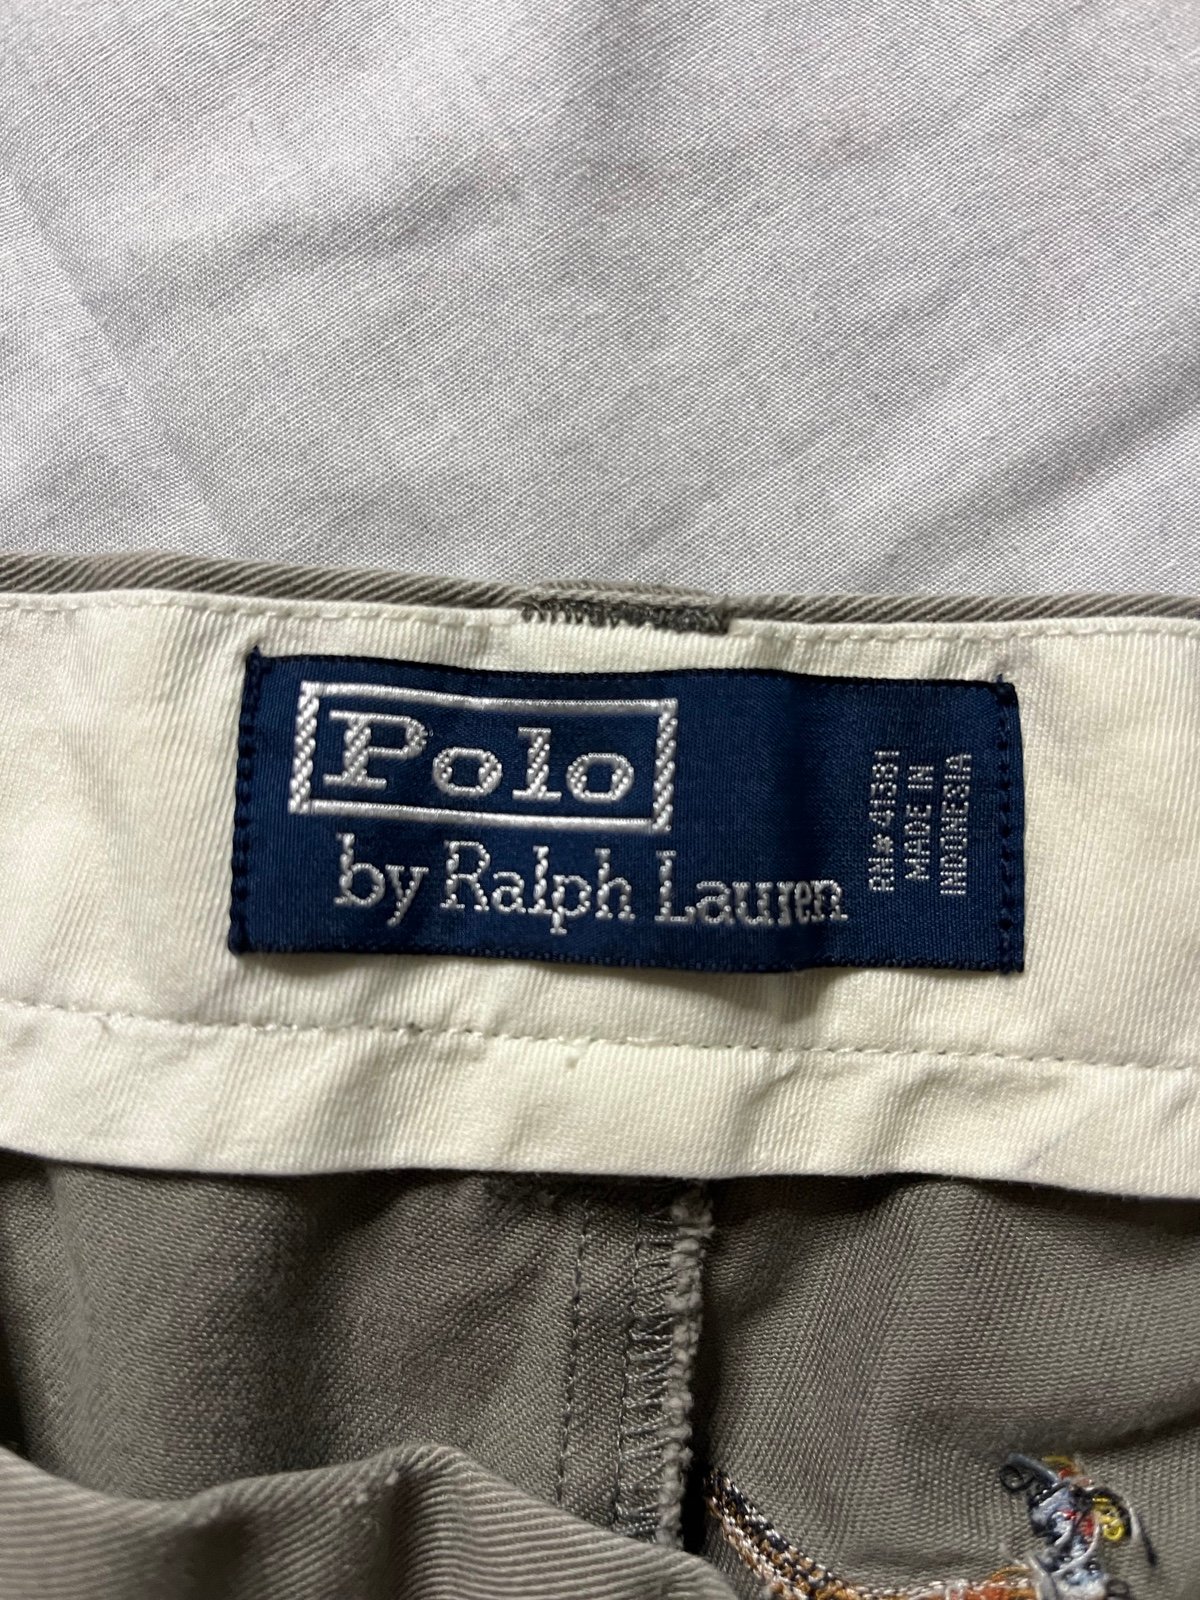 Polo
by Ralph Lauren
RN# 41381
MADE IN
INDONESIA